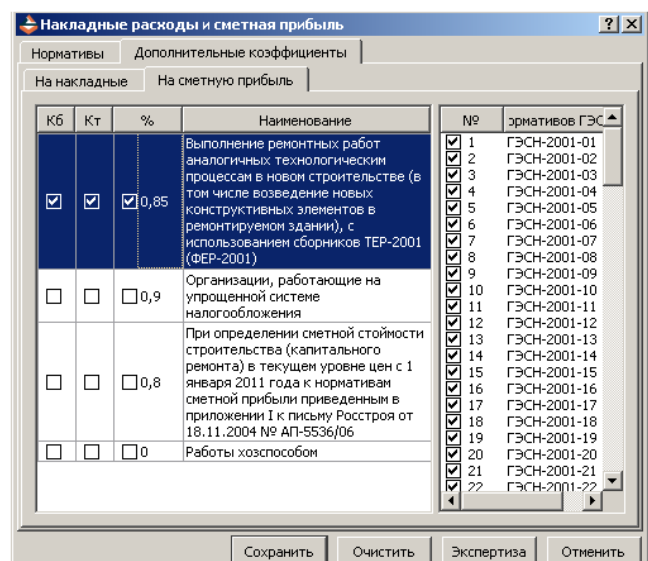 Накладные расходы и сметная прибыль
Нормативы
Дополнительные коэффициенты
На накладные
На сметную прибыль
Кб Кт % Наименование
0,85
Выполнение ремонтных работ
аналогичных технологическим
процессам в новом строительстве (в
том числе возведение новых
конструктивных элементов в
ремонтируемом здании), с
использованием сборников ТЕР-2001
(ФЕР-2001)
0,9
Организации, работающие на
упрощенной системе
налогообложения
0,8
При определении сметной стоимости
строительства (капитального
ремонта) в текущем уровне цен с 1
января 2011 года к нормативам
сметной прибыли приведенным в
приложении I к письму Росстроя от
18.11.2004 № АП-5536/06
0 Работы хозспособом
№ ормативов ГЭС
1 ГЭСН-2001-01
2 ГЭСН-2001-02
3 ГЭСН-2001-03
4 ГЭСН-2001-04
5 ГЭСН-2001-05
6 ГЭСН-2001-06
7 ГЭСН-2001-07
8 ГЭСН-2001-08
9 ГЭСН-2001-09
10 ГЭСН-2001-10
11 ГЭСН-2001-11
12 ГЭСН-2001-12
13 ГЭСН-2001-13
14 ГЭСН-2001-14
15 ГЭСН-2001-15
16 ГЭСН-2001-16
17 ГЭСН-2001-17
18 ГЭСН-2001-18
19 ГЭСН-2001-19
20 ГЭСН-2001-20
21 ГЭСН-2001-21
22 ГЭСН-2001-22
Сохранить
Очистить
Экспертиза
Отменить